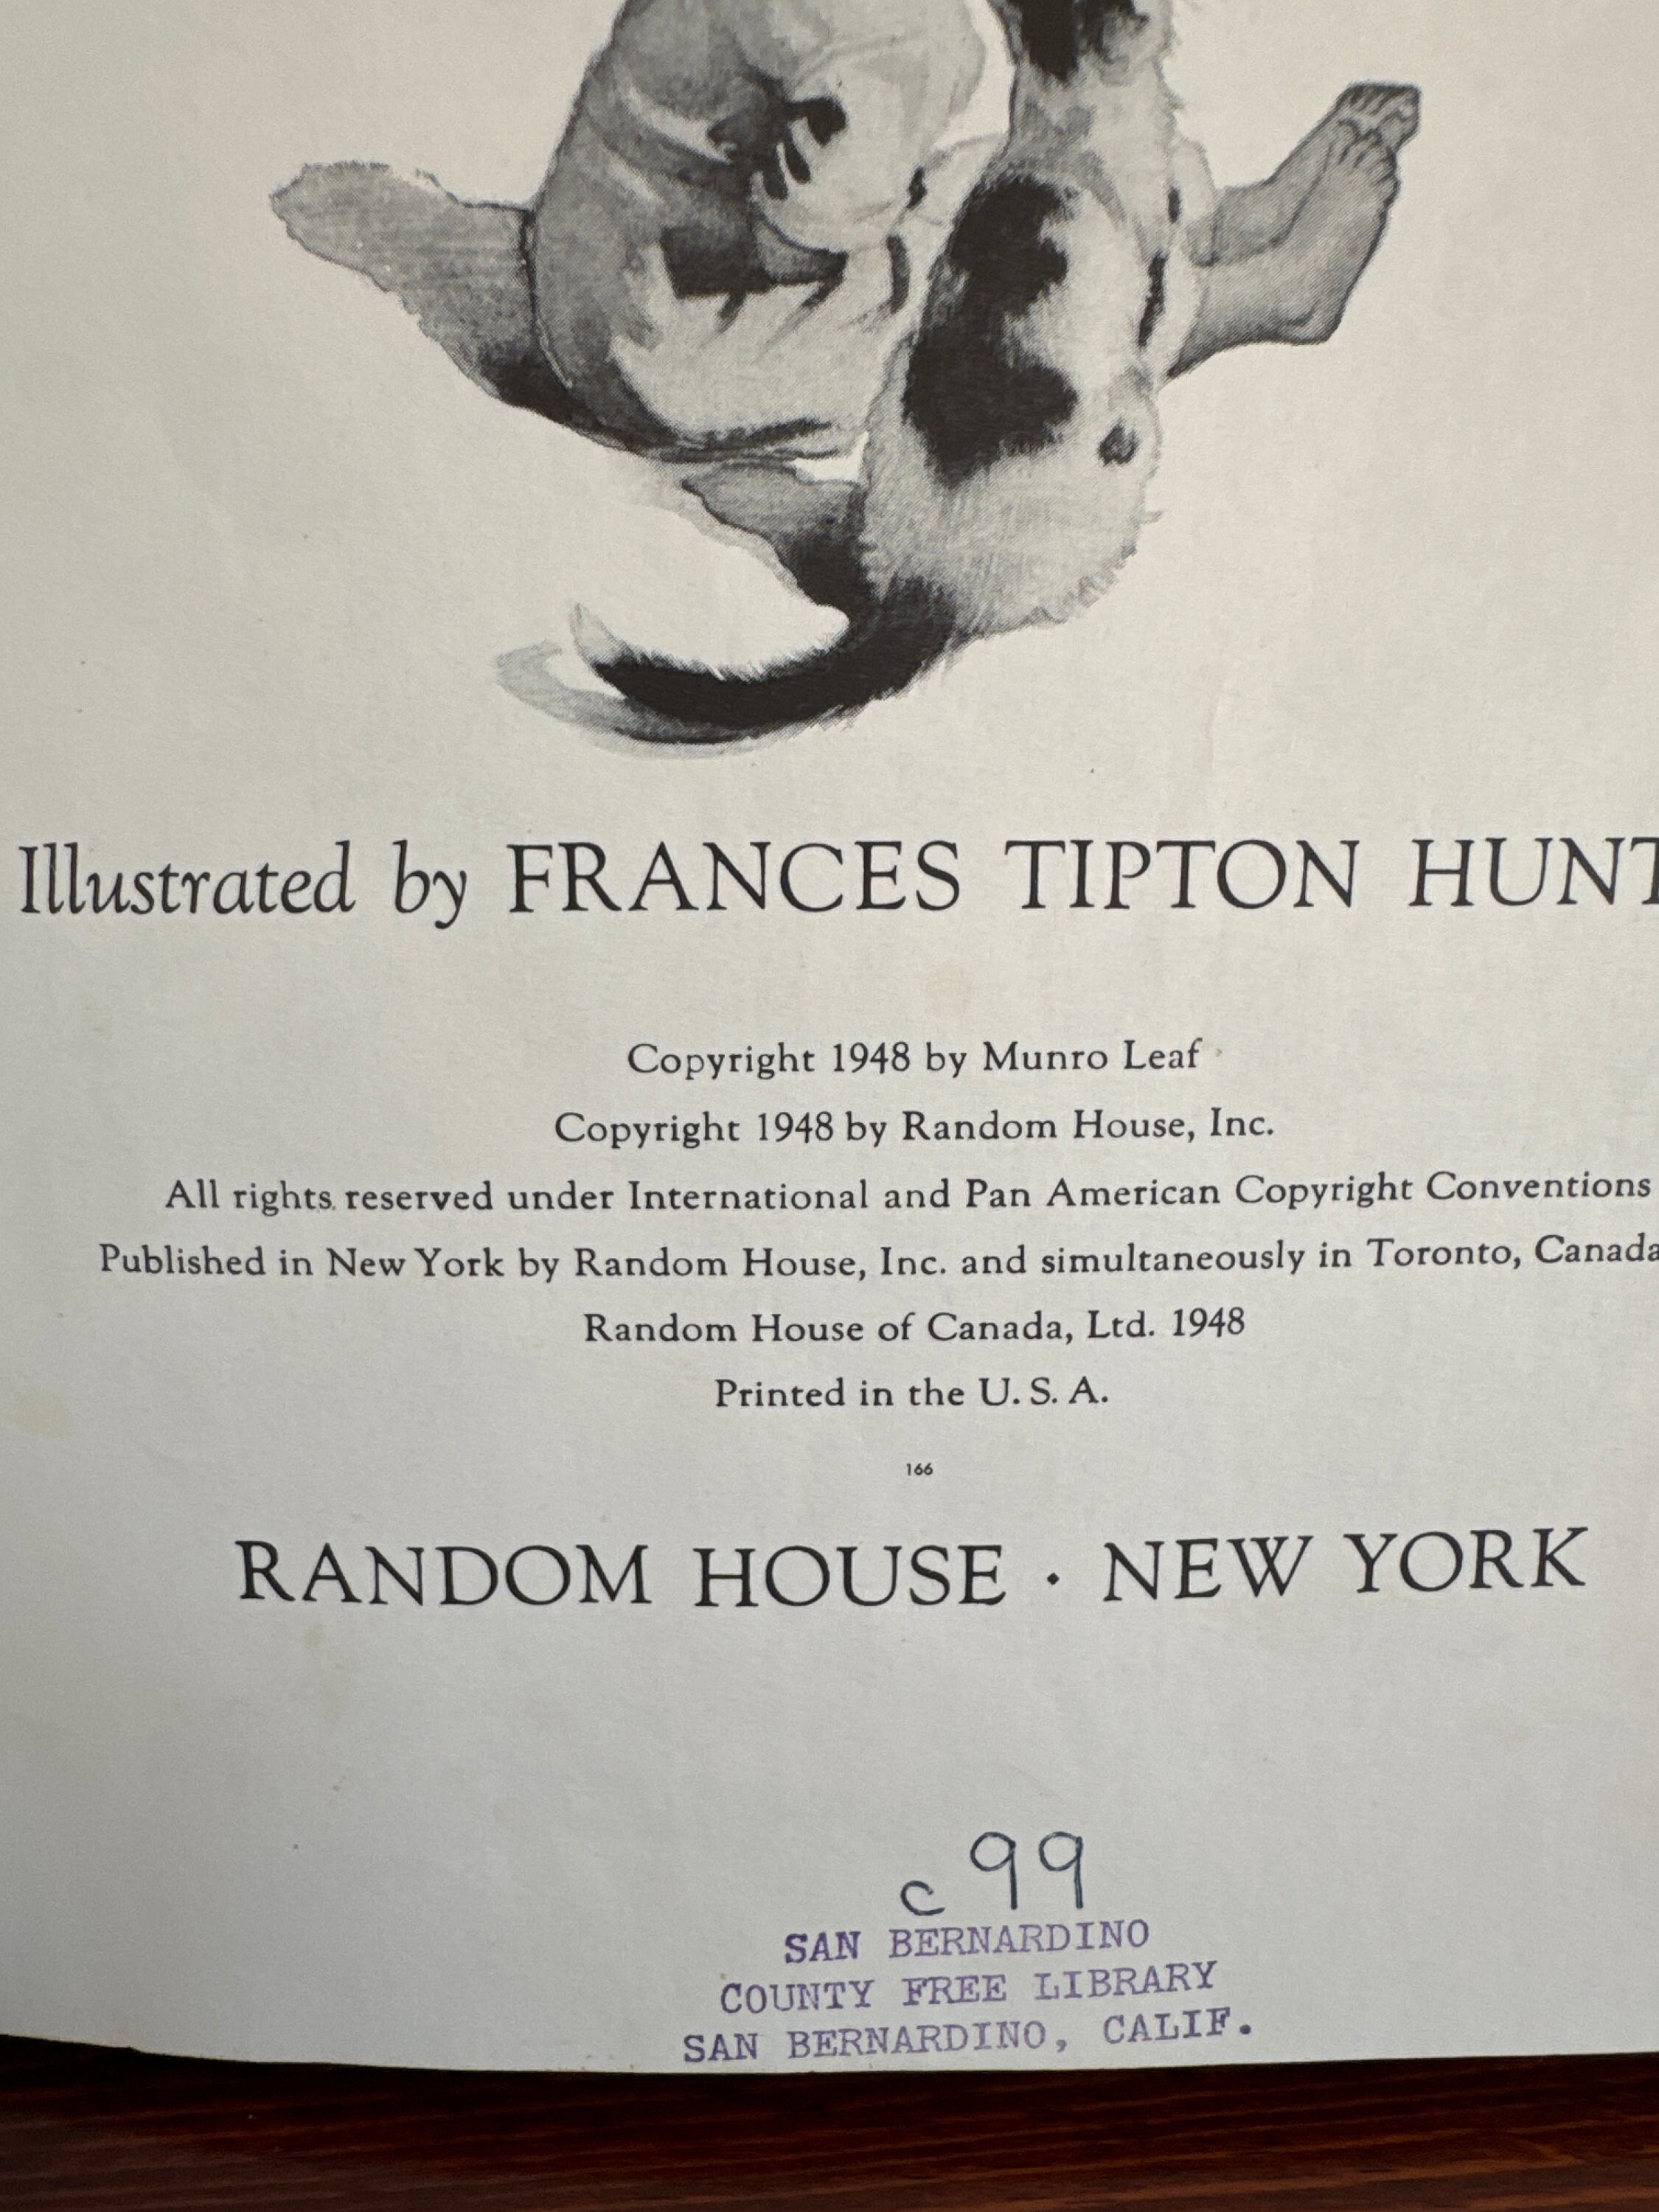 Illustrated by FRANCES TIPTON HUNT
Copyright 1948 by Munro Leaf
Copyright 1948 by Random House, Inc.
All rights reserved under International and Pan American Copyright Conventions
Published in New York by Random House, Inc. and simultaneously in Toronto, Canada
Random House of Canada, Ltd. 1948
Printed in the U. S. A.
166
RANDOM HOUSE · NEW YORK
c 99
SAN BERNARDINO
COUNTY FREE LIBRARY
SAN BERNARDINO, CALIF.